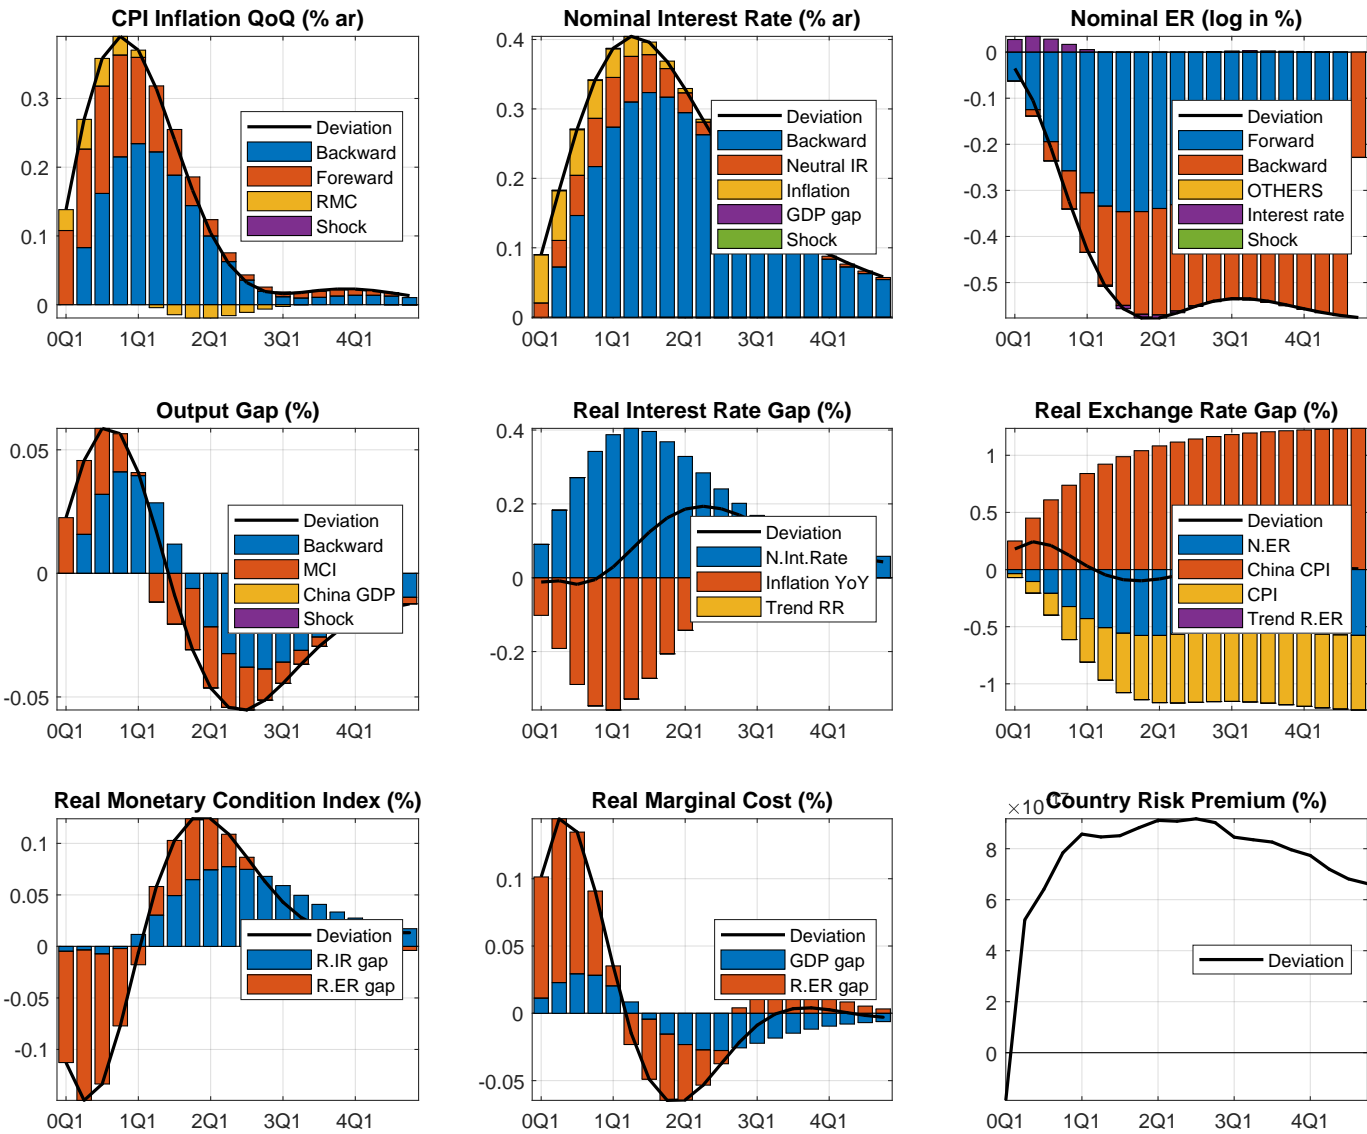 CPI Inflation QoQ (% ar)
0.3
0.2
0.1
0
0Q1 1Q1 2Q1 3Q1 4Q1
Deviation
Backward
Foreward
RMC
Shock
Nominal Interest Rate (% ar)
0.4
0.3
0.2
0.1
0
0Q1 1Q1 2Q1 3Q1 4Q1
Deviation
Backward
Neutral IR
Inflation
GDP gap
Shock
Nominal ER (log in %)
0
-0.1
-0.2
-0.3
-0.4
-0.5
0Q1 1Q1 2Q1 3Q1 4Q1
Deviation
Forward
Backward
OTHERS
Interest rate
Shock
Output Gap (%)
0.05
0
-0.05
0Q1 1Q1 2Q1 3Q1 4Q1
Deviation
Backward
MCI
China GDP
Shock
Real Interest Rate Gap (%)
0.4
0.2
0
-0.2
0Q1 1Q1 2Q1 3Q1 4Q1
Deviation
N.Int.Rate
Inflation YoY
Trend RR
Real Exchange Rate Gap (%)
1
0.5
0
-0.5
-1
0Q1 1Q1 2Q1 3Q1 4Q1
Deviation
N.ER
China CPI
CPI
Trend R.ER
Real Monetary Condition Index (%)
0.1
0.05
0
-0.05
-0.1
0Q1 1Q1 2Q1 3Q1 4Q1
Deviation
R.IR gap
R.ER gap
Real Marginal Cost (%)
0.1
0.05
0
-0.05
0Q1 1Q1 2Q1 3Q1 4Q1
Deviation
GDP gap
R.ER gap
Country Risk Premium (%)
×10
8
6
4
2
0
0Q1 1Q1 2Q1 3Q1 4Q1
Deviation